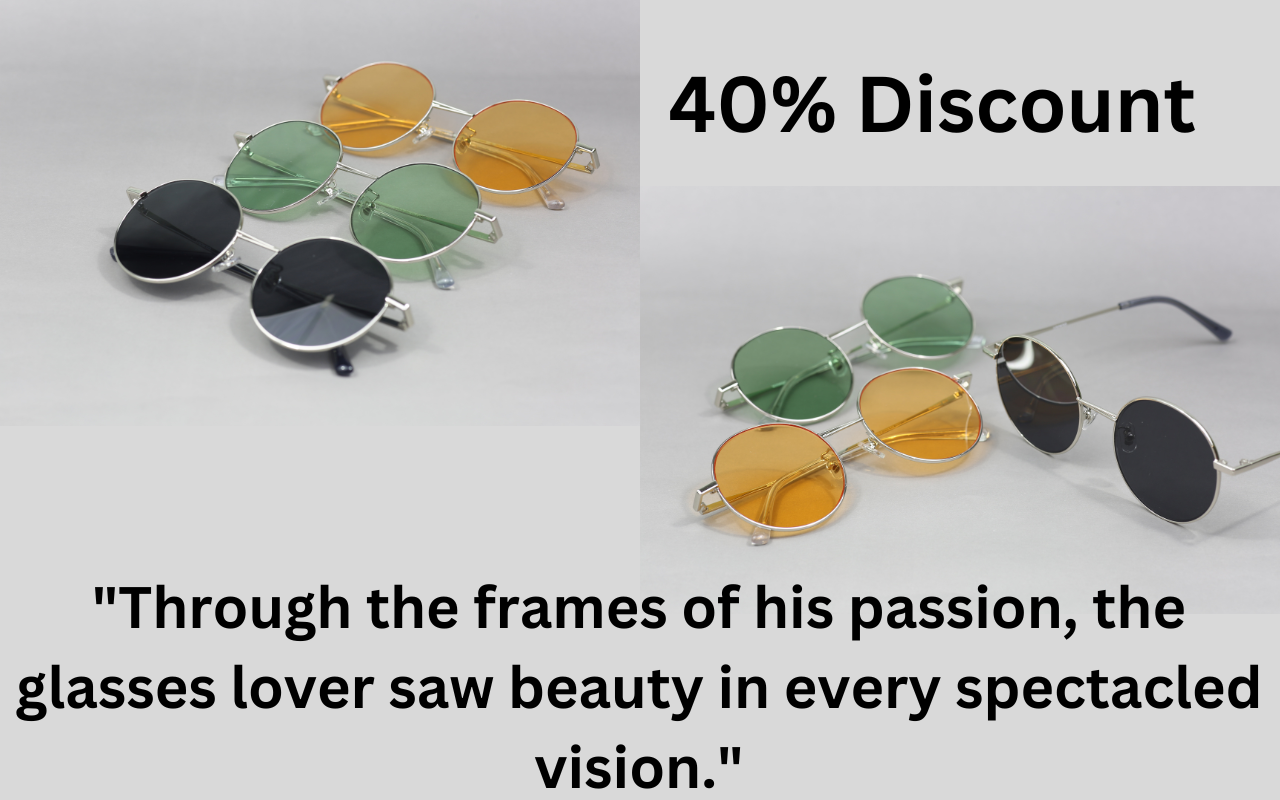 40% Discount
"Through the frames of his passion, the
glasses lover saw beauty in every spectacled
vision."